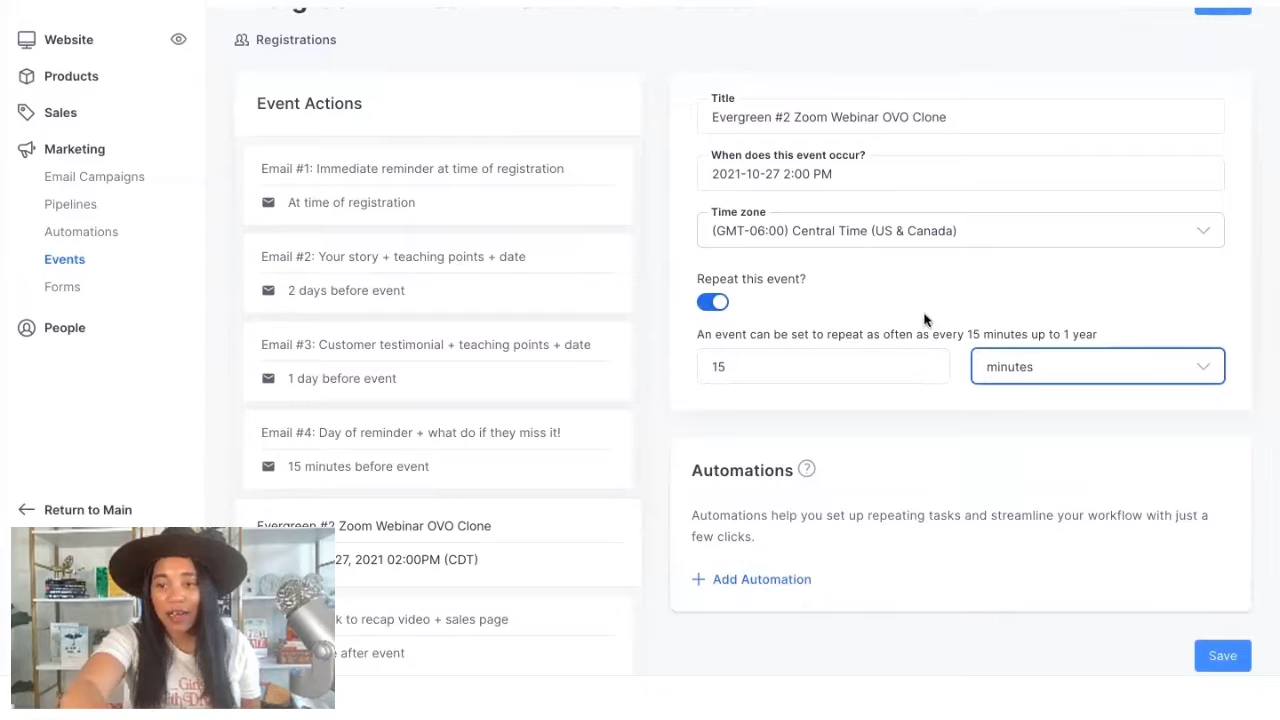 Website
Products
Sales
Marketing
Email Campaigns
Pipelines
Automations
Events
Forms
People
Return to Main
Registrations
Event Actions
Email #1: Immediate reminder at time of registration
At time of registration
Email #2: Your story + teaching points + date
2 days before event
Email #3: Customer testimonial + teaching points + date
1 day before event
Email #4: Day of reminder + what do if they miss it!
15 minutes before event
Evergreen #2 Zoom Webinar OVO Clone
27, 2021 02:00PM (CDT)
to recap video + sales page
after event
Title
Evergreen #2 Zoom Webinar OVO Clone
When does this event occur?
2021-10-27 2:00 PM
Time zone
(GMT-06:00) Central Time (US & Canada)
Repeat this event?
An event can be set to repeat as often as every 15 minutes up to 1 year
15
minutes
Automations ?
Automations help you set up repeating tasks and streamline your workflow with just a
few clicks.
+ Add Automation
Save